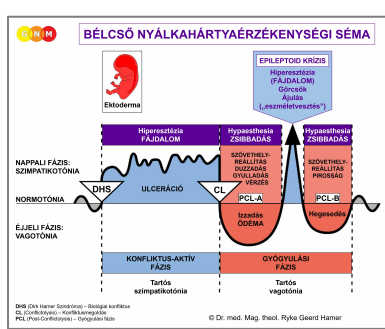 GNM
BÉLCSŐ NYÁLKAHÁRTYAÉRZÉKENYSÉGI SÉMA
Ektoderma
EPILEPTOID KRÍZIS
Hiperesztézia
(FÁJDALOM)
Görcsök
Ájulás
(„eszméletvesztés”)
Hiperesztézia
FÁJDALOM
Hypaesthesia
ZSIBBADÁS
Hypaesthesia
ZSIBBADÁS
NAPPALI FÁZIS:
SZIMPATIKOTÓNIA
SZÖVETHELY-
REÁLLÍTÁS
DUZZADÁS
GYULLADÁS
VÉRZÉS
SZÖVETHELY-
REÁLLÍTÁS
PIROSSÁG
DHS
ULCERÁCIÓ
CL
PCL-A
PCL-B
NORMOTÓNIA
Izzadás
ÖDÉMA
Hegesedés
ÉJJELI FÁZIS:
VAGOTÓNIA
KONFLIKTUS-AKTÍV
FÁZIS
GYÓGYULÁSI
FÁZIS
Tartós
szimpatikotónia
Tartós
vagotónia
DHS (Dirk Hamer Szindróma) – Biológiai konfliktus
CL (Conflictolysis) – Konfliktusmegoldás
PCL (Post-Conflictolysis) – Gyógyulási fázis
© Dr. med. Mag. theol. Ryke Geerd Hamer